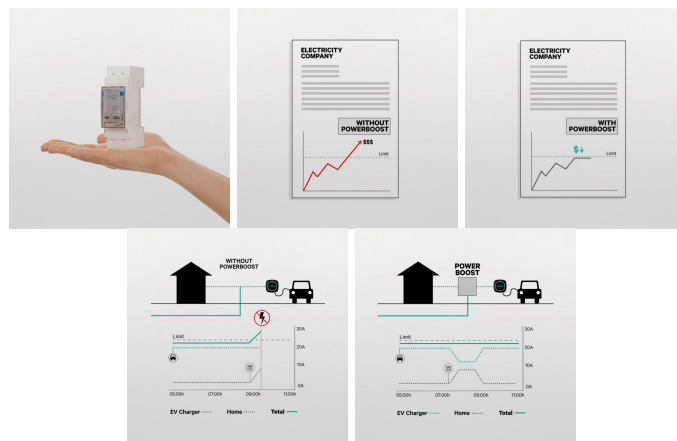 ELECTRICITY
COMPANY
WITHOUT
POWERBOOST
$$$
Limit
ELECTRICITY
COMPANY
WITH
POWERBOOST
$
Limit
WITHOUT
POWERBOOST
Limit
30A
20A
10A
0A
05:00h 07:00h 09:00h 11:00h
EV Charger Home Total
POWER
BOOST
Limit
30A
20A
10A
0A
05:00h 07:00h 09:00h 11:00h
EV Charger Home Total